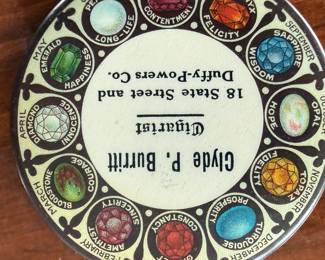 Clyde P. Burritt
Cigarist
18 State Street and
Duffy-Powers Co.
CONSTANCY
FEBRUARY
AMETHYST
SINCERITY
MARCH
BLOODSTONE
COURAGE
APRIL
DIAMOND
INNOCENCE
MAY
EMERALD
HAPPINESS
LONG-LIFE
CONTENTMENT
FELICITY
SEPTEMBER
SAPPHIRE
WISDOM
OPAL
HOPE
NOVEMBER
TOPAZ
FIDELITY
DECEMBER
TURQUOISE
PROSPERITY